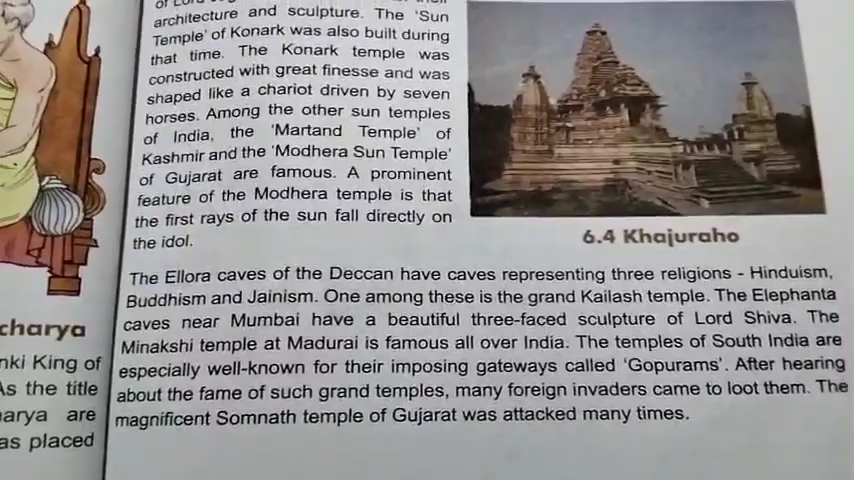 architecture and sculpture. The 'Sun
Temple' of Konark was also built during
that time. The Konark temple was
constructed with great finesse and was
shaped like a chariot driven by seven
horses. Among the other sun temples
of India, the 'Martand Temple' of
Kashmir and the 'Modhera Sun Temple'
of Gujarat are famous. A prominent
feature of the Modhera temple is that
the first rays of the sun fall directly on
the idol.
6.4 Khajuraho
The Ellora caves of the Deccan have caves representing three religions - Hinduism,
Buddhism and Jainism. One among these is the grand Kailash temple. The Elephanta
caves near Mumbai have a beautiful three-faced sculpture of Lord Shiva. The
Minakshi temple at Madurai is famous all over India. The temples of South India are
especially well-known for their imposing gateways called 'Gopurams'. After hearing
about the fame of such grand temples, many foreign invaders came to loot them. The
magnificent Somnath temple of Gujarat was attacked many times.
charya
nki King of
As the title
arya are
as placed